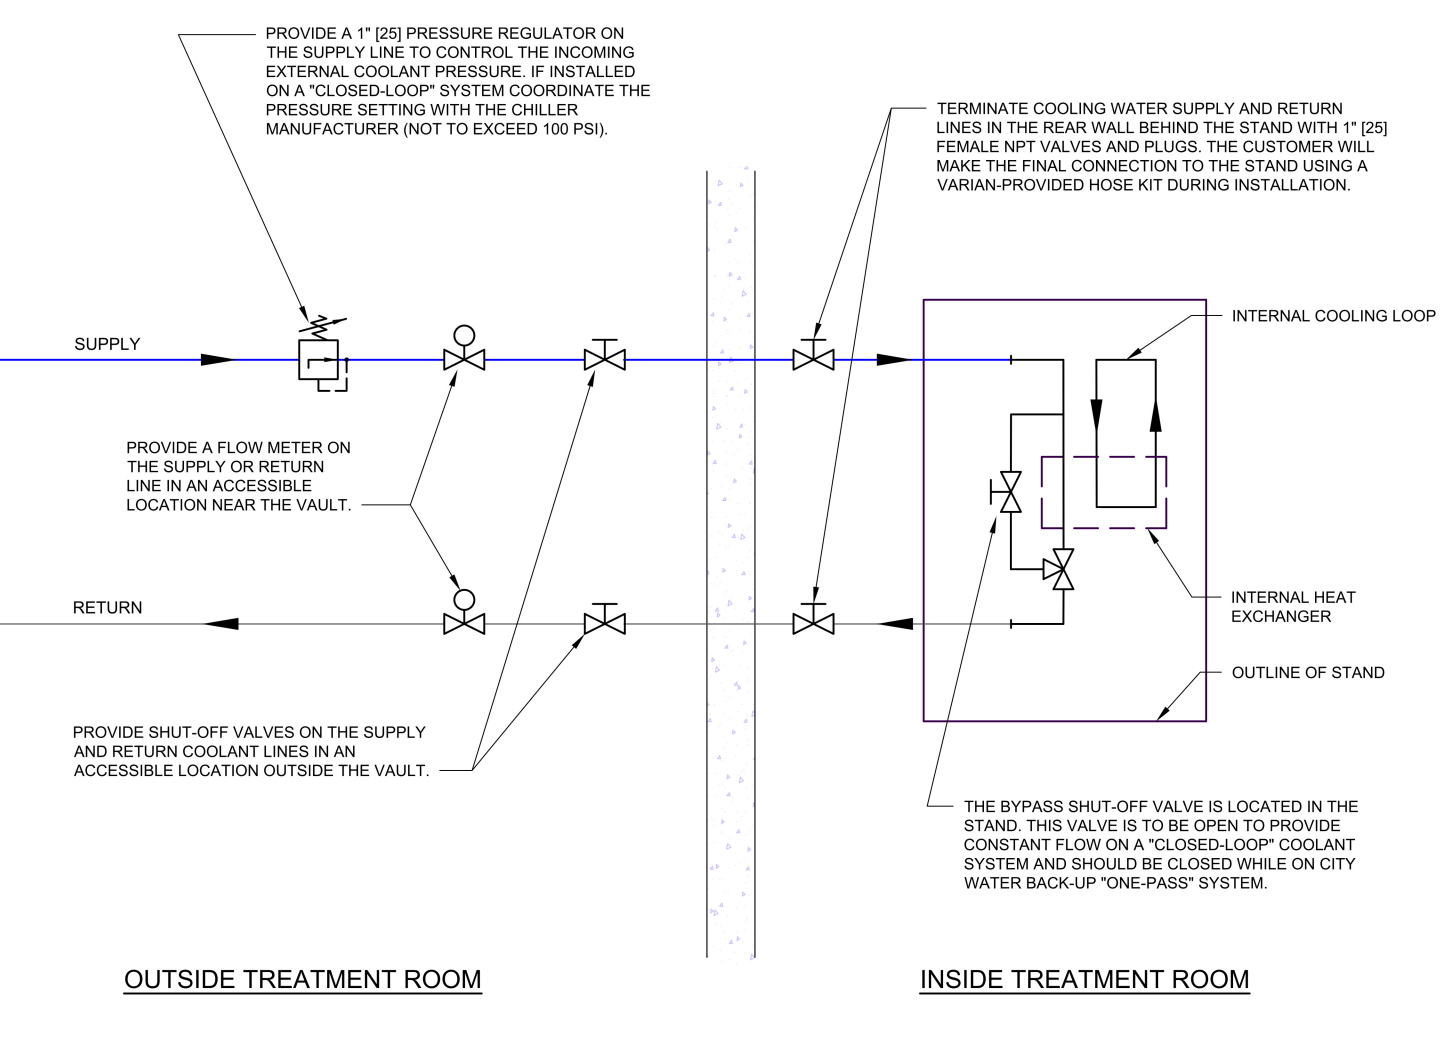 PROVIDE A 1" [25] PRESSURE REGULATOR ON
THE SUPPLY LINE TO CONTROL THE INCOMING
EXTERNAL COOLANT PRESSURE. IF INSTALLED
ON A "CLOSED-LOOP" SYSTEM COORDINATE THE
PRESSURE SETTING WITH THE CHILLER
MANUFACTURER (NOT TO EXCEED 100 PSI).
TERMINATE COOLING WATER SUPPLY AND RETURN
LINES IN THE REAR WALL BEHIND THE STAND WITH 1" [25]
FEMALE NPT VALVES AND PLUGS. THE CUSTOMER WILL
MAKE THE FINAL CONNECTION TO THE STAND USING A
VARIAN-PROVIDED HOSE KIT DURING INSTALLATION.
SUPPLY
INTERNAL COOLING LOOP
PROVIDE A FLOW METER ON
THE SUPPLY OR RETURN
LINE IN AN ACCESSIBLE
LOCATION NEAR THE VAULT.
RETURN
INTERNAL HEAT
EXCHANGER
OUTLINE OF STAND
PROVIDE SHUT-OFF VALVES ON THE SUPPLY
AND RETURN COOLANT LINES IN AN
ACCESSIBLE LOCATION OUTSIDE THE VAULT.
THE BYPASS SHUT-OFF VALVE IS LOCATED IN THE
STAND. THIS VALVE IS TO BE OPEN TO PROVIDE
CONSTANT FLOW ON A "CLOSED-LOOP" COOLANT
SYSTEM AND SHOULD BE CLOSED WHILE ON CITY
WATER BACK-UP "ONE-PASS" SYSTEM.
OUTSIDE TREATMENT ROOM
INSIDE TREATMENT ROOM